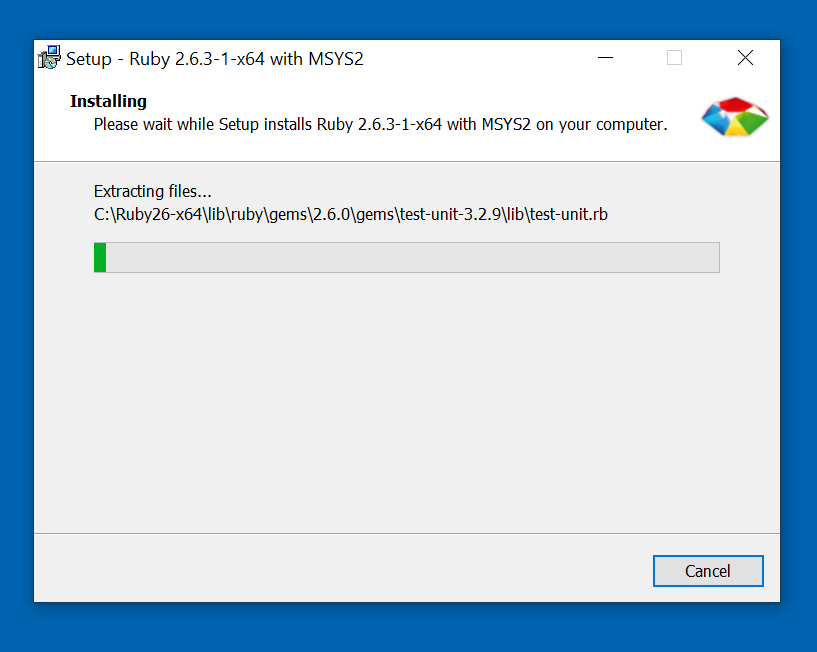 Setup - Ruby 2.6.3-1-x64 with MSYS2
Installing
Please wait while Setup installs Ruby 2.6.3-1-x64 with MSYS2 on your computer.
Extracting files...
C:\Ruby26-x64\lib\ruby\gems\2.6.0\gems\test-unit-3.2.9\lib\test-unit.rb
Cancel